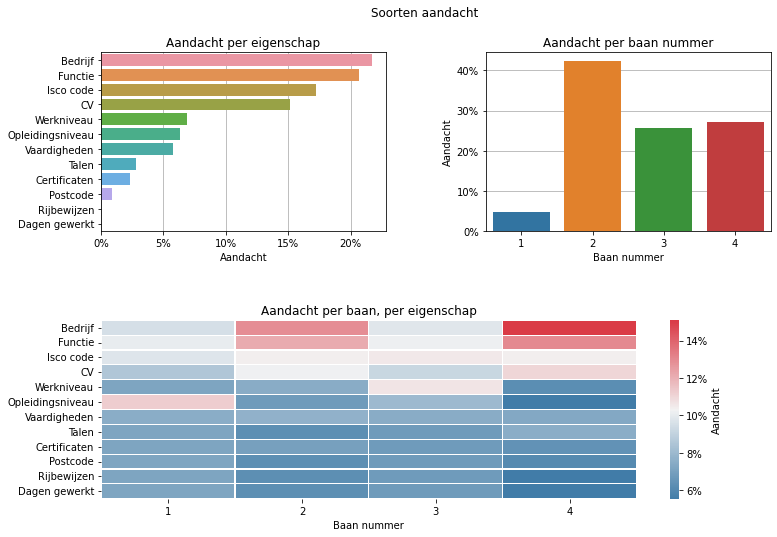 Soorten aandacht
Aandacht per eigenschap
Bedrijf
Functie
Isco code
CV
Werkniveau
Opleidingsniveau
Vaardigheden
Talen
Certificaten
Postcode
Rijbewijzen
Dagen gewerkt
0% 5% 10% 15% 20%
Aandacht
Aandacht per baan nummer
40%
30%
20%
10%
0%
Aandacht
1 2 3 4
Baan nummer
Aandacht per baan, per eigenschap
Bedrijf
Functie
Isco code
CV
Werkniveau
Opleidingsniveau
Vaardigheden
Talen
Certificaten
Postcode
Rijbewijzen
Dagen gewerkt
1 2 3 4
Baan nummer
14%
12%
10%
8%
6%
Aandacht